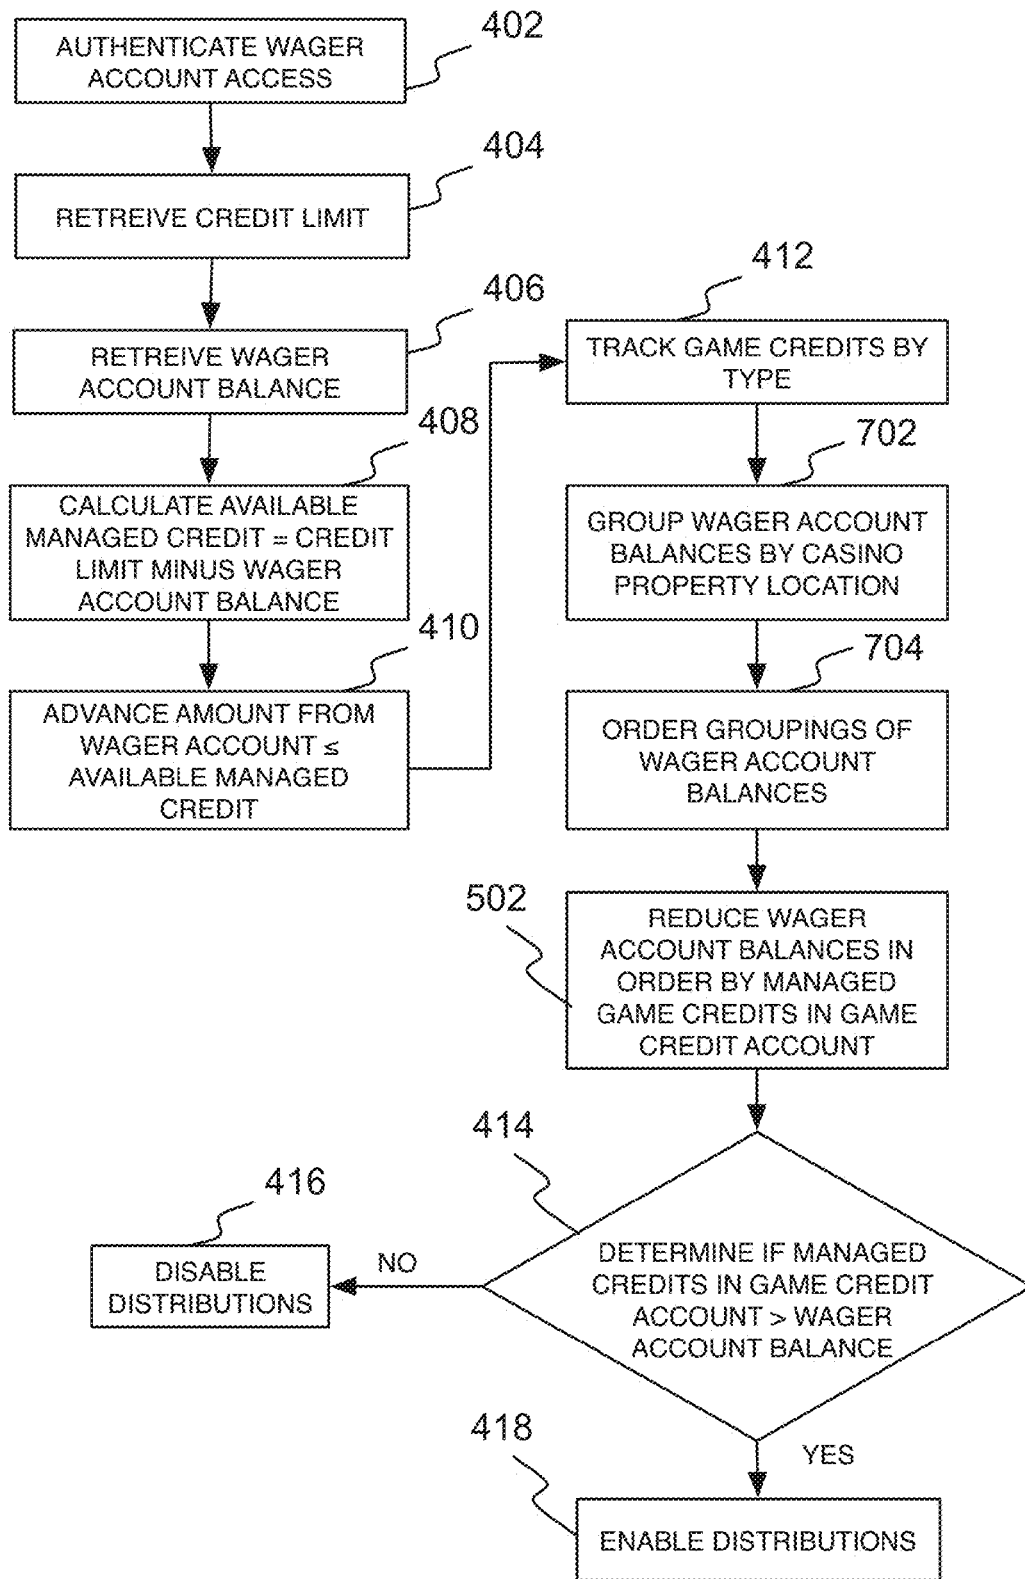 402
AUTHENTICATE WAGER
ACCOUNT ACCESS
404
RETREIVE CREDIT LIMIT
406
RETREIVE WAGER
ACCOUNT BALANCE
408
CALCULATE AVAILABLE
MANAGED CREDIT = CREDIT
LIMIT MINUS WAGER
ACCOUNT BALANCE
410
ADVANCE AMOUNT FROM
WAGER ACCOUNT ≤
AVAILABLE MANAGED
CREDIT
412
TRACK GAME CREDITS BY
TYPE
702
GROUP WAGER ACCOUNT
BALANCES BY CASINO
PROPERTY LOCATION
704
ORDER GROUPINGS OF
WAGER ACCOUNT
BALANCES
502
REDUCE WAGER
ACCOUNT BALANCES IN
ORDER BY MANAGED
GAME CREDITS IN GAME
CREDIT ACCOUNT
414
DETERMINE IF MANAGED
CREDITS IN GAME CREDIT
ACCOUNT > WAGER
ACCOUNT BALANCE
NO
416
DISABLE
DISTRIBUTIONS
YES
418
ENABLE DISTRIBUTIONS